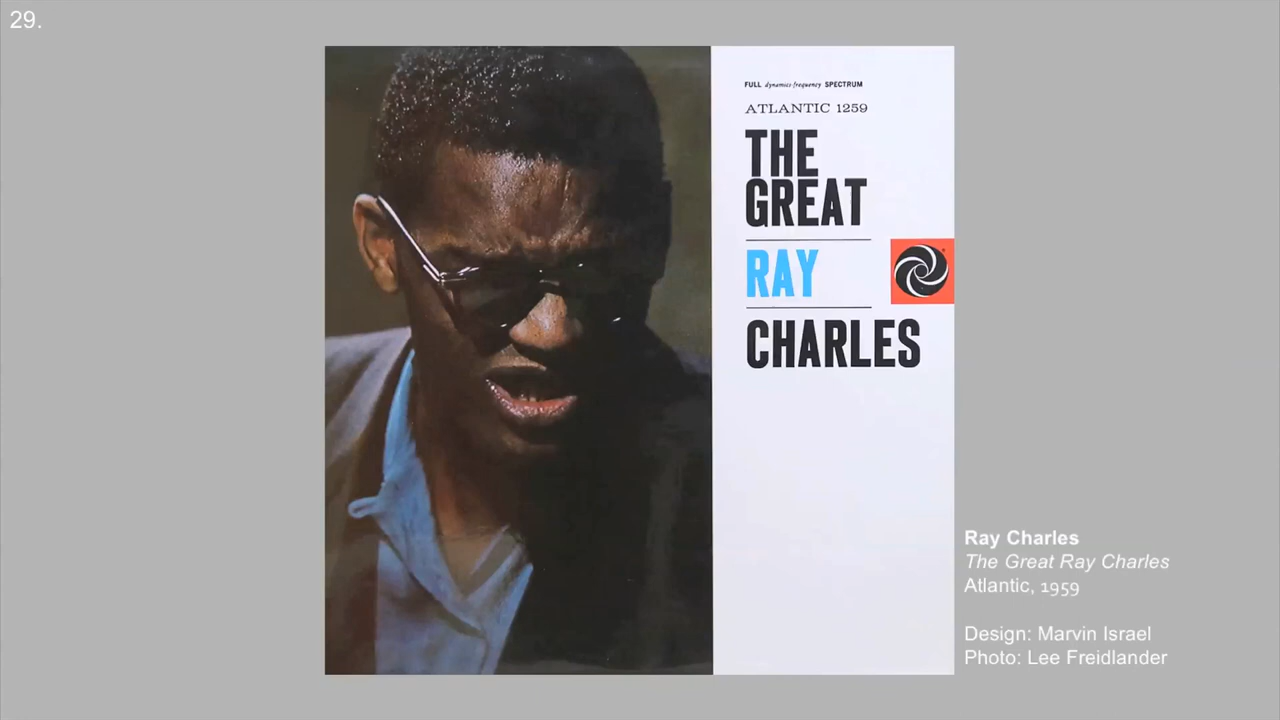 29.
FULL dynamics-frequency SPECTRUM
ATLANTIC 1259
THE
GREAT
RAY
CHARLES
Ray Charles
The Great Ray Charles
Atlantic, 1959
Design: Marvin Israel
Photo: Lee Freidlander